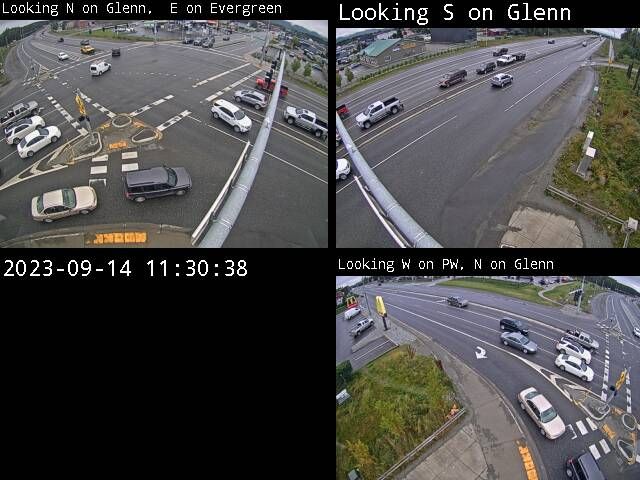 Looking N on Glenn, E on Evergreen
Looking S on Glenn
2023-09-14 11:30:38
Looking W on PW, N on Glenn